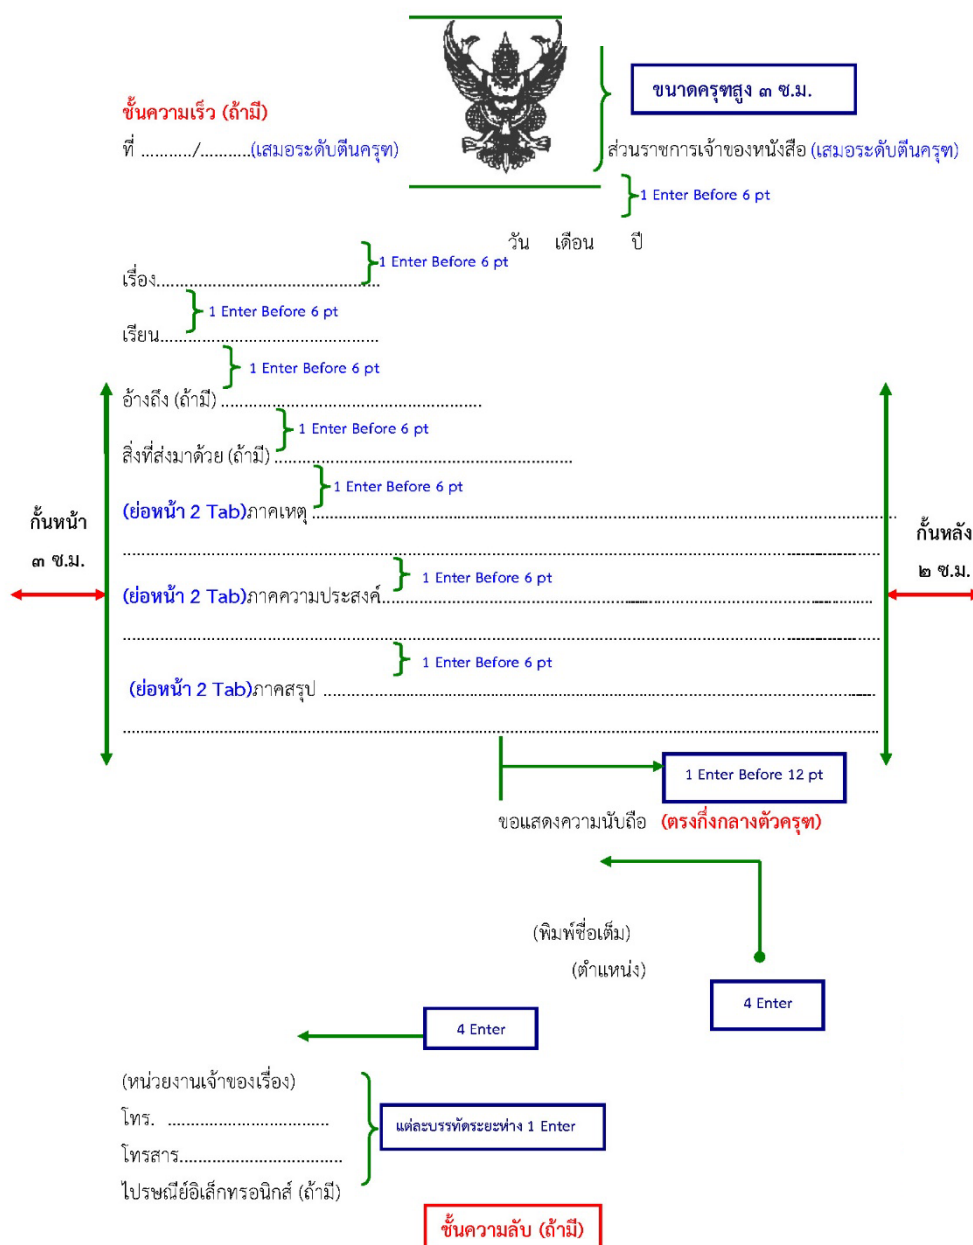 ขนาดครุฑสูง ๓ ซ.ม.
ชั้นความเร็ว (ถ้ามี)
ที่ ............/............(เสมอระดับตีนครุฑ)
ส่วนราชการเจ้าของหนังสือ (เสมอระดับตีนครุฑ)
1 Enter Before 6 pt
วัน เดือน ปี
1 Enter Before 6 pt
เรื่อง..................................................
1 Enter Before 6 pt
เรียน..................................................
1 Enter Before 6 pt
อ้างถึง (ถ้ามี) ..................................................
1 Enter Before 6 pt
สิ่งที่ส่งมาด้วย (ถ้ามี) ..................................................
1 Enter Before 6 pt
(ย่อหน้า 2 Tab)ภาคเหตุ ..................................................
กั้นหน้า
๓ ซ.ม.
กั้นหลัง
๒ ซ.ม.
1 Enter Before 6 pt
(ย่อหน้า 2 Tab)ภาคความประสงค์..................................................
1 Enter Before 6 pt
(ย่อหน้า 2 Tab)ภาคสรุป ..................................................
1 Enter Before 12 pt
ขอแสดงความนับถือ (ตรงกึ่งกลางตัวครุฑ)
(พิมพ์ชื่อเต็ม)
(ตำแหน่ง)
4 Enter
4 Enter
(หน่วยงานเจ้าของเรื่อง)
โทร. ....................................
แต่ละบรรทัดระยะห่าง 1 Enter
โทรสาร....................................
ไปรษณีย์อิเล็กทรอนิกส์ (ถ้ามี)
ชั้นความลับ (ถ้ามี)